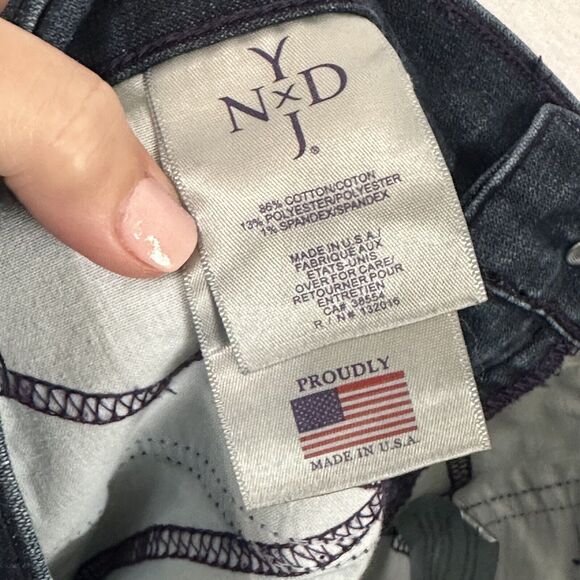 Y
N x D
J®
86% COTTON/COTON
13% POLYESTER/POLYESTER
1% SPANDEX/SPANDEX
MADE IN U.S.A./
FABRIQUE AUX
ETATS-UNIS
OVER FOR CARE/
RETOURNER POUR
ENTRETIEN
CA# 38554
R / N# 132016
PROUDLY
MADE IN U.S.A.